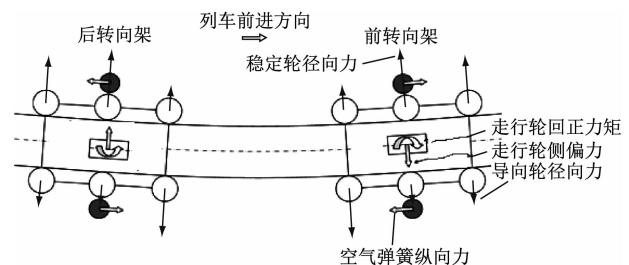 列车前进方向
后转向架
前转向架
稳定轮径向力
走行轮回正力矩
走行轮侧偏力
导向轮径向力
空气弹簧纵向力